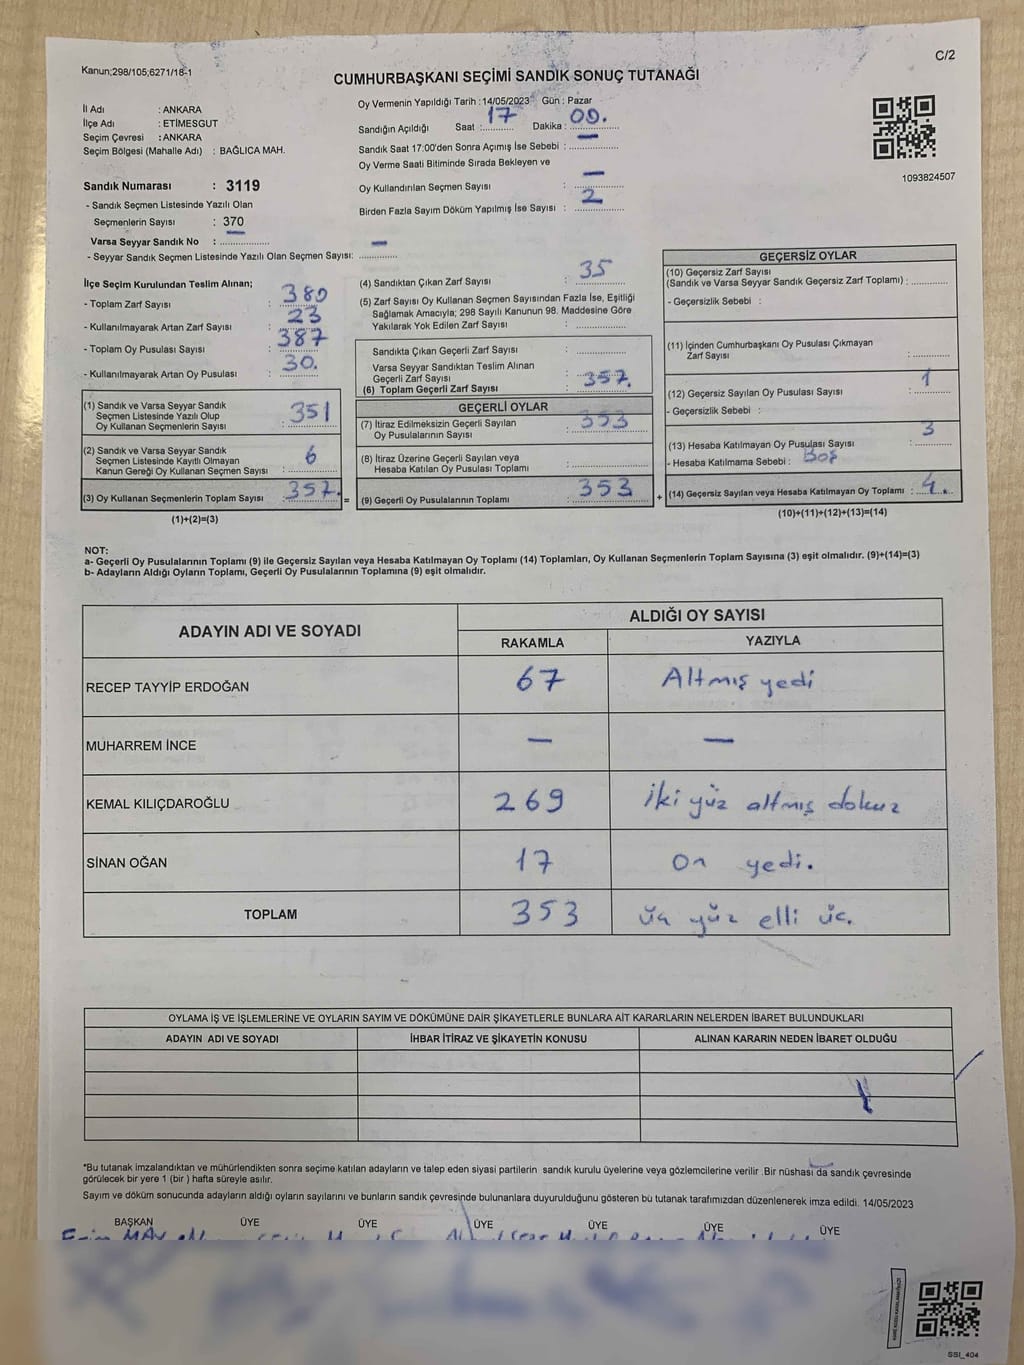 Kanun;298/105;6271/18-1
C/2
CUMHURBAŞKANI SEÇİMİ SANDIK SONUÇ TUTANAĞI
İl Adı : ANKARA
İlçe Adı : ETİMESGUT
Seçim Çevresi : ANKARA
Seçim Bölgesi (Mahalle Adı) : BAĞLICA MAH.
Sandık Numarası : 3119
- Sandık Seçmen Listesinde Yazılı Olan
Seçmenlerin Sayısı : 370
Varsa Seyyar Sandık No : —
- Seyyar Sandık Seçmen Listesinde Yazılı Olan Seçmen Sayısı: —
Oy Vermenin Yapıldığı Tarih :14/05/2023 Gün : Pazar
Sandığın Açıldığı Saat : 17 Dakika : 00.
Sandık Saat 17:00'den Sonra Açımış İse Sebebi : —
Oy Verme Saati Bitiminde Sırada Bekleyen ve
Oy Kullandırılan Seçmen Sayısı : —
Birden Fazla Sayım Döküm Yapılmış İse Sayısı : 2
1093824507
İlçe Seçim Kurulundan Teslim Alınan;
- Toplam Zarf Sayısı : 380
- Kullanılmayarak Artan Zarf Sayısı : 23
- Toplam Oy Pusulası Sayısı : 387
- Kullanılmayarak Artan Oy Pusulası : 30.
(1) Sandık ve Varsa Seyyar Sandık
Seçmen Listesinde Yazılı Olup
Oy Kullanan Seçmenlerin Sayısı : 351
(2) Sandık ve Varsa Seyyar Sandık
Seçmen Listesinde Kayıtlı Olmayan
Kanun Gereği Oy Kullanan Seçmen Sayısı : 6
(3) Oy Kullanan Seçmenlerin Toplam Sayısı : 357. =
(1)+(2)=(3)
(4) Sandıktan Çıkan Zarf Sayısı : 35
(5) Zarf Sayısı Oy Kullanan Seçmen Sayısından Fazla İse, Eşitliği
Sağlamak Amacıyla; 298 Sayılı Kanunun 98. Maddesine Göre
Yakılarak Yok Edilen Zarf Sayısı :
Sandıkta Çıkan Geçerli Zarf Sayısı :
Varsa Seyyar Sandıktan Teslim Alınan
Geçerli Zarf Sayısı :
(6) Toplam Geçerli Zarf Sayısı : 357.
GEÇERLİ OYLAR
(7) İtiraz Edilmeksizin Geçerli Sayılan
Oy Pusulalarının Sayısı : 353
(8) İtiraz Üzerine Geçerli Sayılan veya
Hesaba Katılan Oy Pusulası Toplamı :
(9) Geçerli Oy Pusulalarının Toplamı : 353 +
GEÇERSİZ OYLAR
(10) Geçersiz Zarf Sayısı
(Sandık ve Varsa Seyyar Sandık Geçersiz Zarf Toplamı) :
- Geçersizlik Sebebi :
(11) İçinden Cumhurbaşkanı Oy Pusulası Çıkmayan
Zarf Sayısı :
(12) Geçersiz Sayılan Oy Pusulası Sayısı : 1
- Geçersizlik Sebebi :
(13) Hesaba Katılmayan Oy Pusulası Sayısı : 3
- Hesaba Katılmama Sebebi : Boş
(14) Geçersiz Sayılan veya Hesaba Katılmayan Oy Toplamı : 4.
(10)+(11)+(12)+(13)=(14)
NOT:
a- Geçerli Oy Pusulalarının Toplamı (9) ile Geçersiz Sayılan veya Hesaba Katılmayan Oy Toplamı (14) Toplamları, Oy Kullanan Seçmenlerin Toplam Sayısına (3) eşit olmalıdır. (9)+(14)=(3)
b- Adayların Aldığı Oyların Toplamı, Geçerli Oy Pusulalarının Toplamına (9) eşit olmalıdır.
ADAYIN ADI VE SOYADI ALDIĞI OY SAYISI
RAKAMLA YAZIYLA
RECEP TAYYİP ERDOĞAN 67 Altmış yedi
MUHARREM İNCE — —
KEMAL KILIÇDAROĞLU 269 iki yüz altmış dokuz
SİNAN OĞAN 17 on yedi.
TOPLAM 353 üç yüz elli üç.
OYLAMA İŞ VE İŞLEMLERİNE VE OYLARIN SAYIM VE DÖKÜMÜNE DAİR ŞİKAYETLERLE BUNLARA AİT KARARLARIN NELERDEN İBARET BULUNDUKLARI
ADAYIN ADI VE SOYADI İHBAR İTİRAZ VE ŞİKAYETİN KONUSU ALINAN KARARIN NEDEN İBARET OLDUĞU
*Bu tutanak imzalandıktan ve mühürlendikten sonra seçime katılan adayların ve talep eden siyasi partilerin sandık kurulu üyelerine veya gözlemcilerine verilir .Bir nüshası da sandık çevresinde
görülecek bir yere 1 (bir ) hafta süreyle asılır.
Sayım ve döküm sonucunda adayların aldığı oyların sayılarını ve bunların sandık çevresinde bulunanlara duyurulduğunu gösteren bu tutanak tarafımızdan düzenlenerek imza edildi. 14/05/2023
BAŞKAN ÜYE ÜYE ÜYE ÜYE ÜYE ÜYE
SSI_404